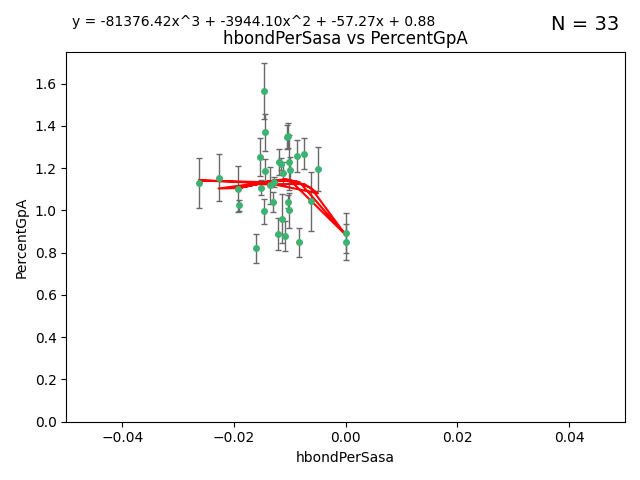 y = -81376.42x^3 + -3944.10x^2 + -57.27x + 0.88
N = 33
hbondPerSasa vs PercentGpA
PercentGpA
1.6
1.4
1.2
1.0
0.8
0.6
0.4
0.2
0.0
−0.04 −0.02 0.00 0.02 0.04
hbondPerSasa